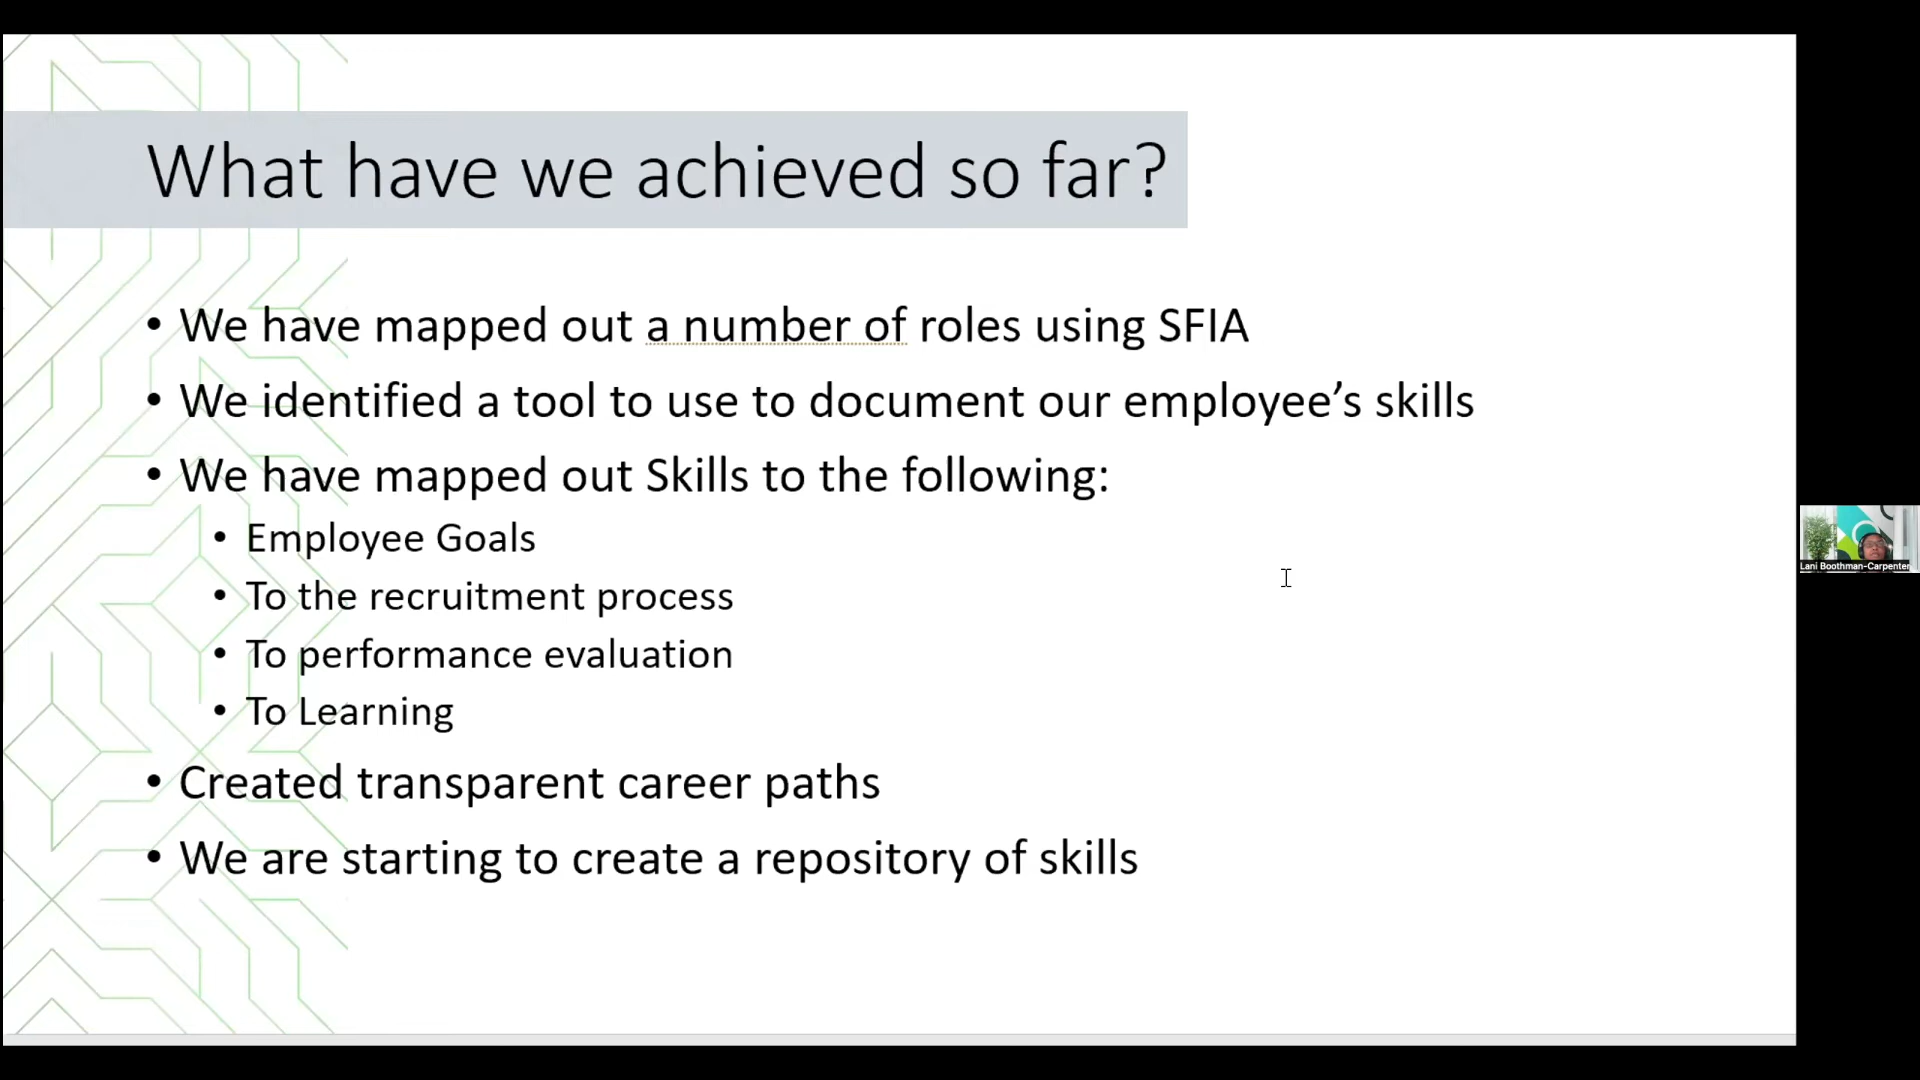 What have we achieved so far?
• We have mapped out a number of roles using SFIA
• We identified a tool to use to document our employee’s skills
• We have mapped out Skills to the following:
• Employee Goals
• To the recruitment process
• To performance evaluation
• To Learning
• Created transparent career paths
• We are starting to create a repository of skills
Lani Boothman-Carpenter